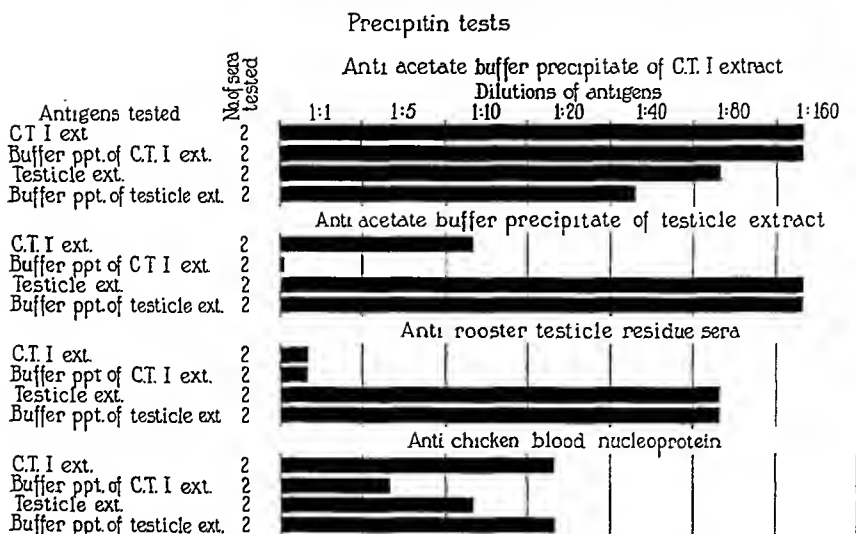 Precipitin tests
No. of sera tested
Anti acetate buffer precipitate of C.T. I extract
Dilutions of antigens
Antigens tested 1:1 1:5 1:10 1:20 1:40 1:80 1:160
CT I ext 2
Buffer ppt. of C.T. I ext. 2
Testicle ext. 2
Buffer ppt. of testicle ext. 2
Anti acetate buffer precipitate of testicle extract
C.T. I ext. 2
Buffer ppt of CT I ext. 2
Testicle ext. 2
Buffer ppt. of testicle ext. 2
Anti rooster testicle residue sera
C.T. I ext. 2
Buffer ppt of C.T. I ext. 2
Testicle ext. 2
Buffer ppt. of testicle ext 2
Anti chicken blood nucleoprotein
C.T. I ext. 2
Buffer ppt. of C.T. I ext. 2
Testicle ext. 2
Buffer ppt. of testicle ext. 2